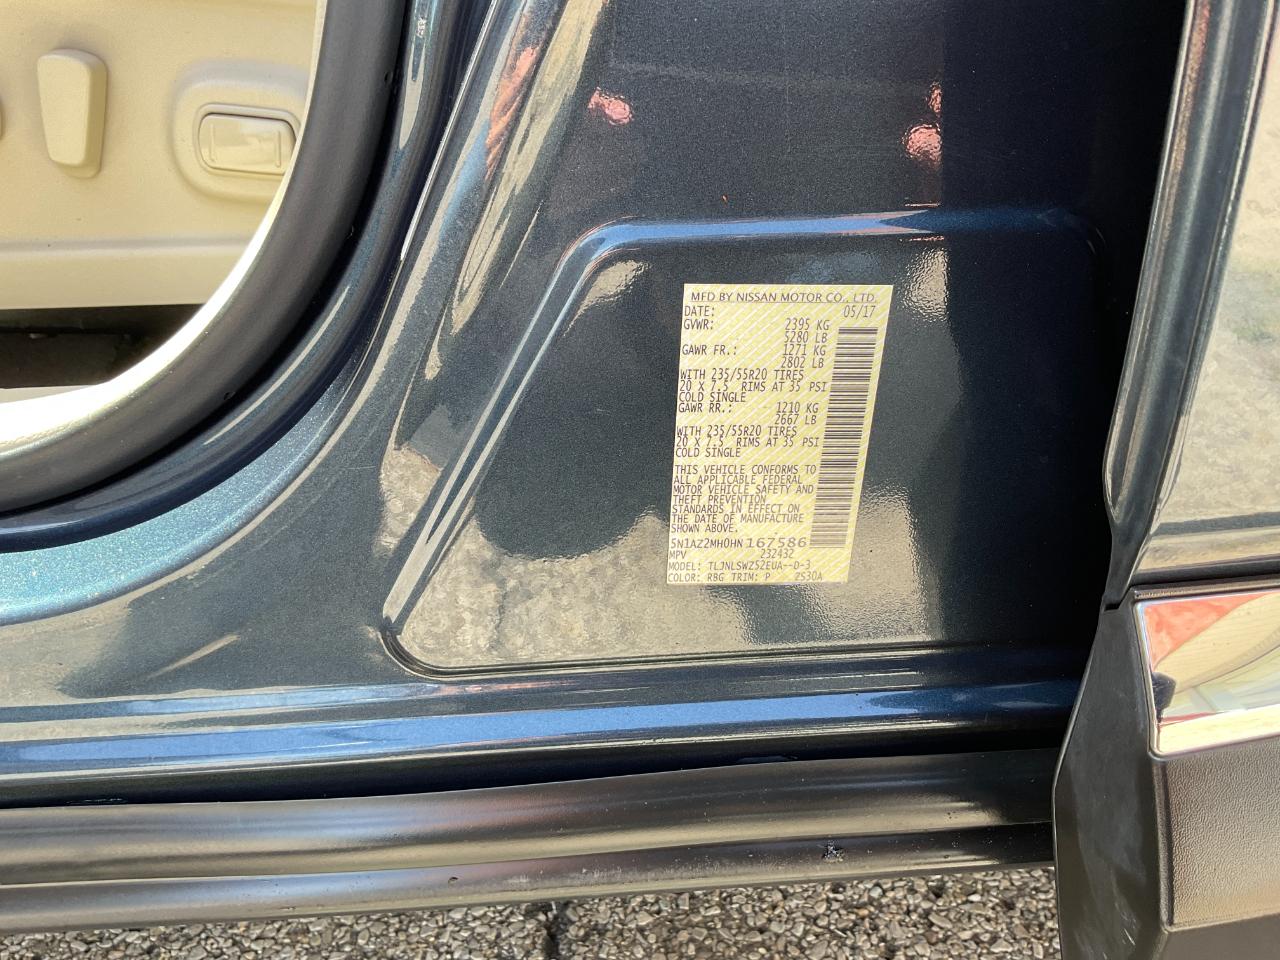 MFD BY NISSAN MOTOR CO., LTD.
DATE: 05/17
GVWR: 2395 KG
5280 LB
GAWR FR.: 1271 KG
2802 LB
WITH 235/55R20 TIRES
20 X 7.5 RIMS AT 35 PSI
COLD SINGLE
GAWR RR.: 1210 KG
2667 LB
WITH 235/55R20 TIRES
20 X 7.5 RIMS AT 35 PSI
COLD SINGLE
THIS VEHICLE CONFORMS TO
ALL APPLICABLE FEDERAL
MOTOR VEHICLE SAFETY AND
THEFT PREVENTION
STANDARDS IN EFFECT ON
THE DATE OF MANUFACTURE
SHOWN ABOVE.
5N1AZ2MH0HN167586
MPV 232432
MODEL: TLJNLSWZ52EUA--D-3
COLOR: RBG TRIM: P 2S30A